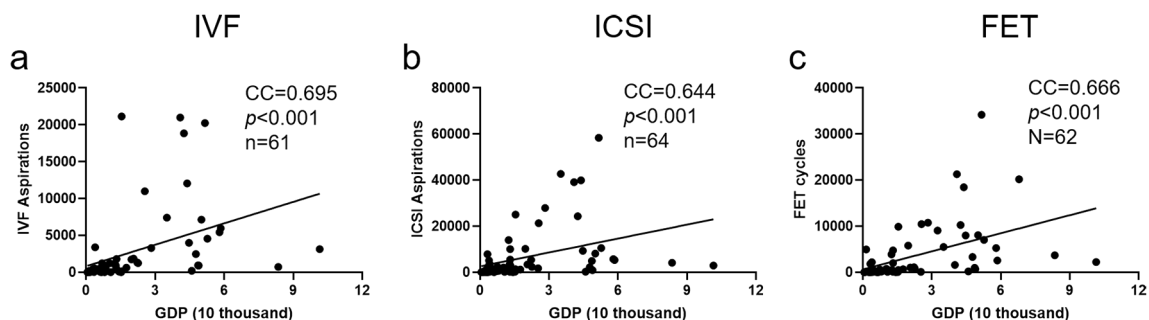 IVF
a
CC=0.695
p<0.001
n=61
IVF Aspirations
25000
20000
15000
10000
5000
0
0 3 6 9 12
GDP (10 thousand)
ICSI
b
CC=0.644
p<0.001
n=64
ICSI Aspirations
80000
60000
40000
20000
0
0 3 6 9 12
GDP (10 thousand)
FET
c
CC=0.666
p<0.001
N=62
FET cycles
40000
30000
20000
10000
0
0 3 6 9 12
GDP (10 thousand)